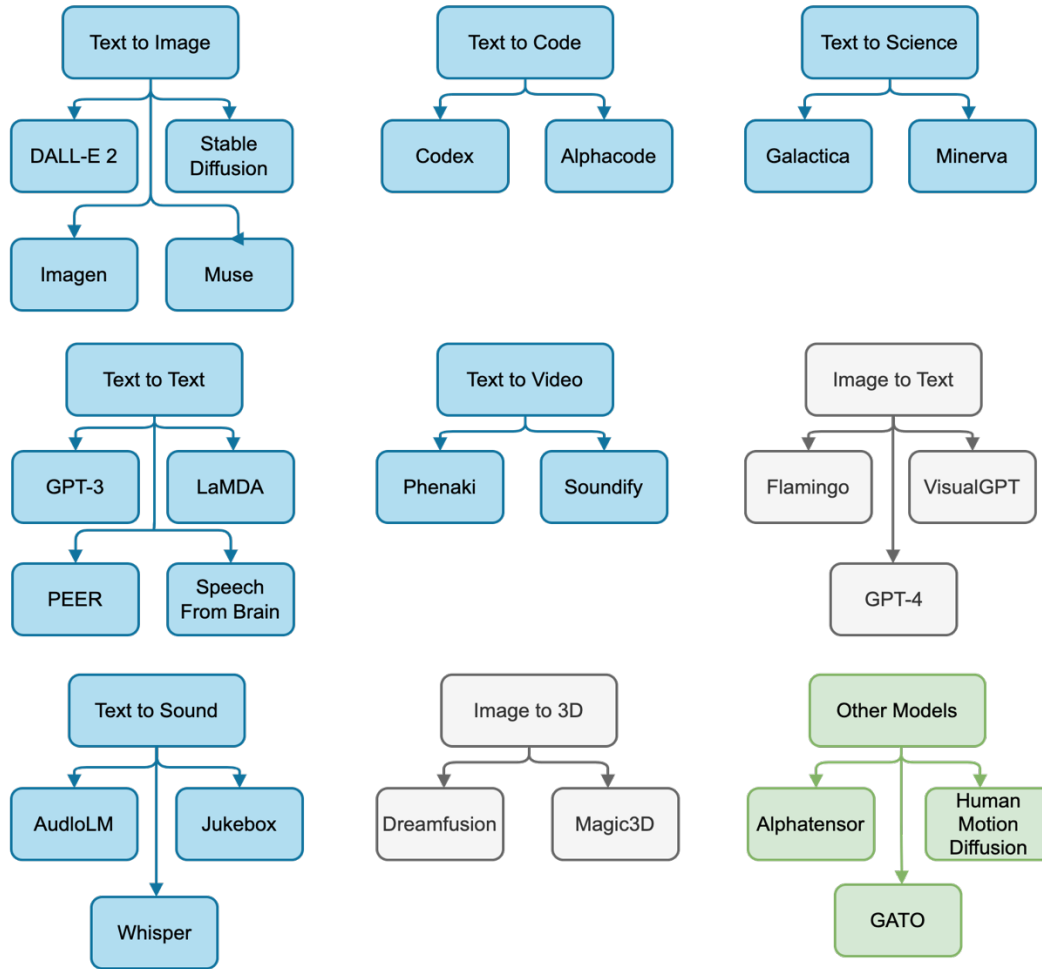 Text to Image
Text to Code
Text to Science
DALL-E 2
Stable
Diffusion
Codex
Alphacode
Galactica
Minerva
Imagen
Muse
Text to Text
Text to Video
Image to Text
GPT-3
LaMDA
Phenaki
Soundify
Flamingo
VisualGPT
PEER
Speech
From Brain
GPT-4
Text to Sound
Image to 3D
Other Models
AudloLM
Jukebox
Dreamfusion
Magic3D
Alphatensor
Human
Motion
Diffusion
Whisper
GATO